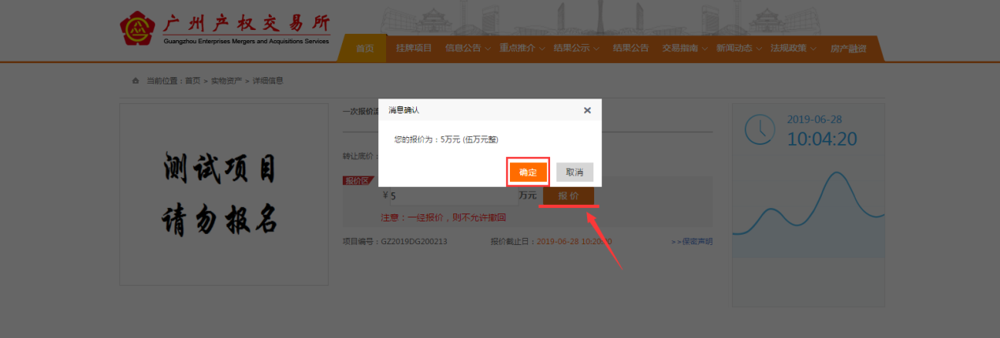 广州产权交易所
Guangzhou Enterprises Mergers and Acquisitions Services
首页 挂牌项目 信息公告 重点推介 结果公示 结果公告 交易指南 新闻动态 法规政策 房产融资
当前位置：首页 > 实物资产 > 详细信息
测试项目
请勿报名
一次报价
消息确认
您的报价为：5万元 (伍万元整)
确定 取消
转让底价：
报价区
¥ 5 万元 报 价
注意：一经报价，则不允许撤回
项目编号：GZ2019DG200213 报价截止日：2019-06-28 10:20:00 >>保密声明
2019-06-28
10:04:20